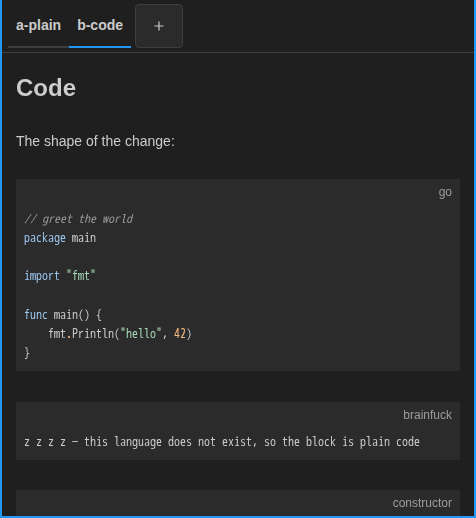 a-plain b-code +
Code
The shape of the change:
go
// greet the world
package main
import "fmt"
func main() {
    fmt.Println("hello", 42)
}
brainfuck
z z z z – this language does not exist, so the block is plain code
constructor